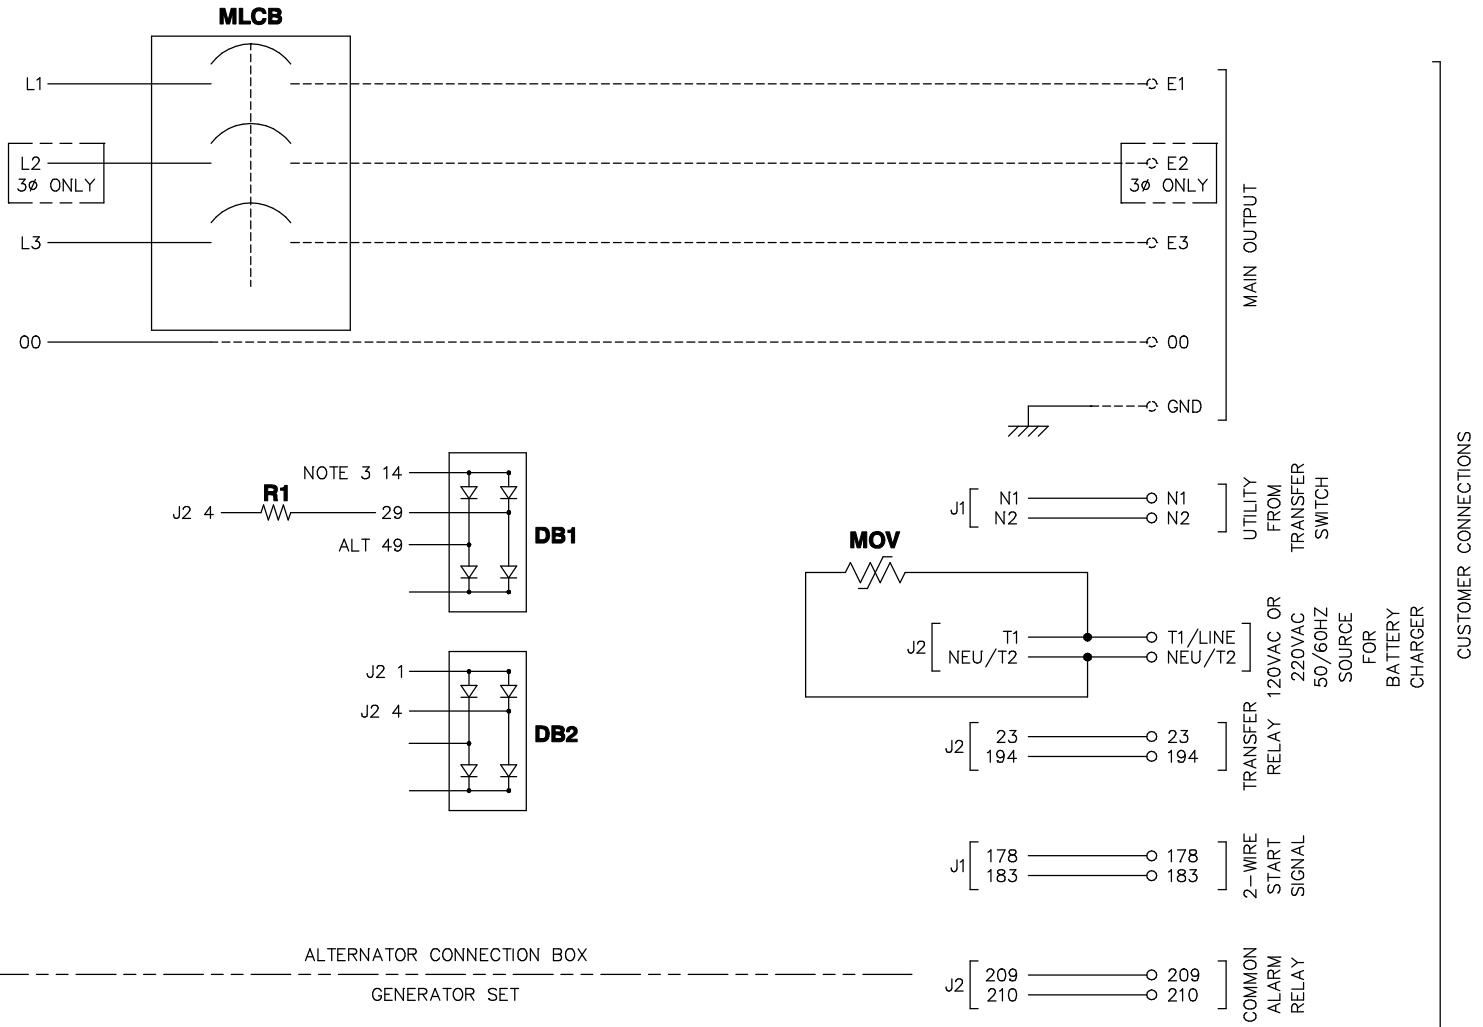 MLCB
L1
E1
L2
3ø ONLY
E2
3ø ONLY
L3
E3
MAIN OUTPUT
00
00
GND
NOTE 3 14
R1
J2 4
29
ALT 49
DB1
J2 1
J2 4
DB2
J1
N1
N2
N1
N2
UTILITY
FROM
TRANSFER
SWITCH
MOV
J2
T1
NEU/T2
T1/LINE
NEU/T2
120VAC OR
220VAC
50/60HZ
SOURCE
FOR
BATTERY
CHARGER
J2
23
194
23
194
TRANSFER
RELAY
J1
178
183
178
183
2-WIRE
START
SIGNAL
J2
209
210
209
210
COMMON
ALARM
RELAY
CUSTOMER CONNECTIONS
ALTERNATOR CONNECTION BOX
GENERATOR SET